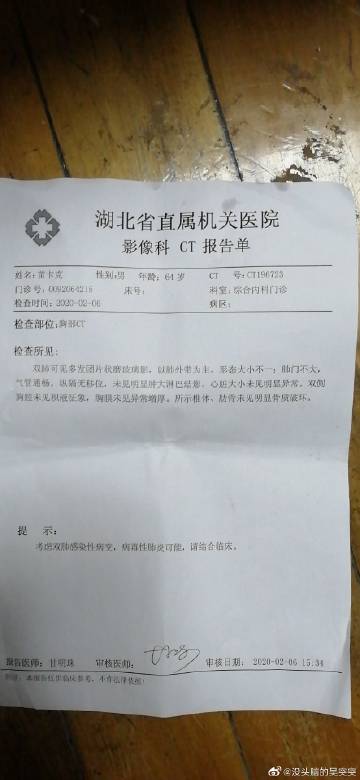 湖北省直属机关医院
影像科 CT 报告单
姓名:董卡克 性别:男 年龄:64岁 CT 号:CT196723
门诊号:0092064216 床号: 科室:综合内科门诊
检查时间:2020-02-06 病区:
检查部位:胸部CT
检查所见:
双肺可见多发团片状磨玻璃影,以肺外带为主,形态大小不一;肺门不大,
气管通畅,纵隔无移位,未见明显肿大淋巴结影,心脏大小未见明显异常。双侧
胸腔未见积液征象,胸膜未见异常增厚。所示椎体、肋骨未见明显骨质破坏。
提 示:
考虑双肺感染性病变,病毒性肺炎可能,请结合临床。
报告医师:甘明珠 审核医师: 审核日期:2020-02-06 15:34
附注:本报告仅供临床参考,不作法律依据!
@没头脑的吴突突